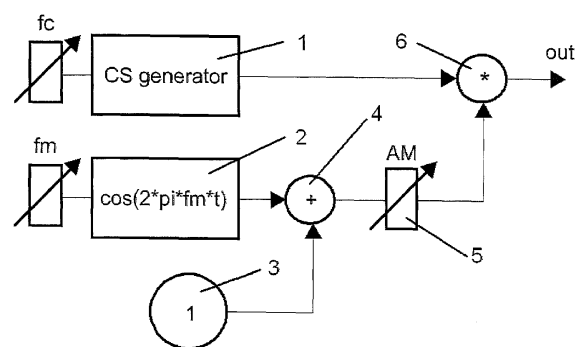 fc
1
6
out
CS generator
*
fm
2
4
AM
cos(2*pi*fm*t)
+
5
3
1